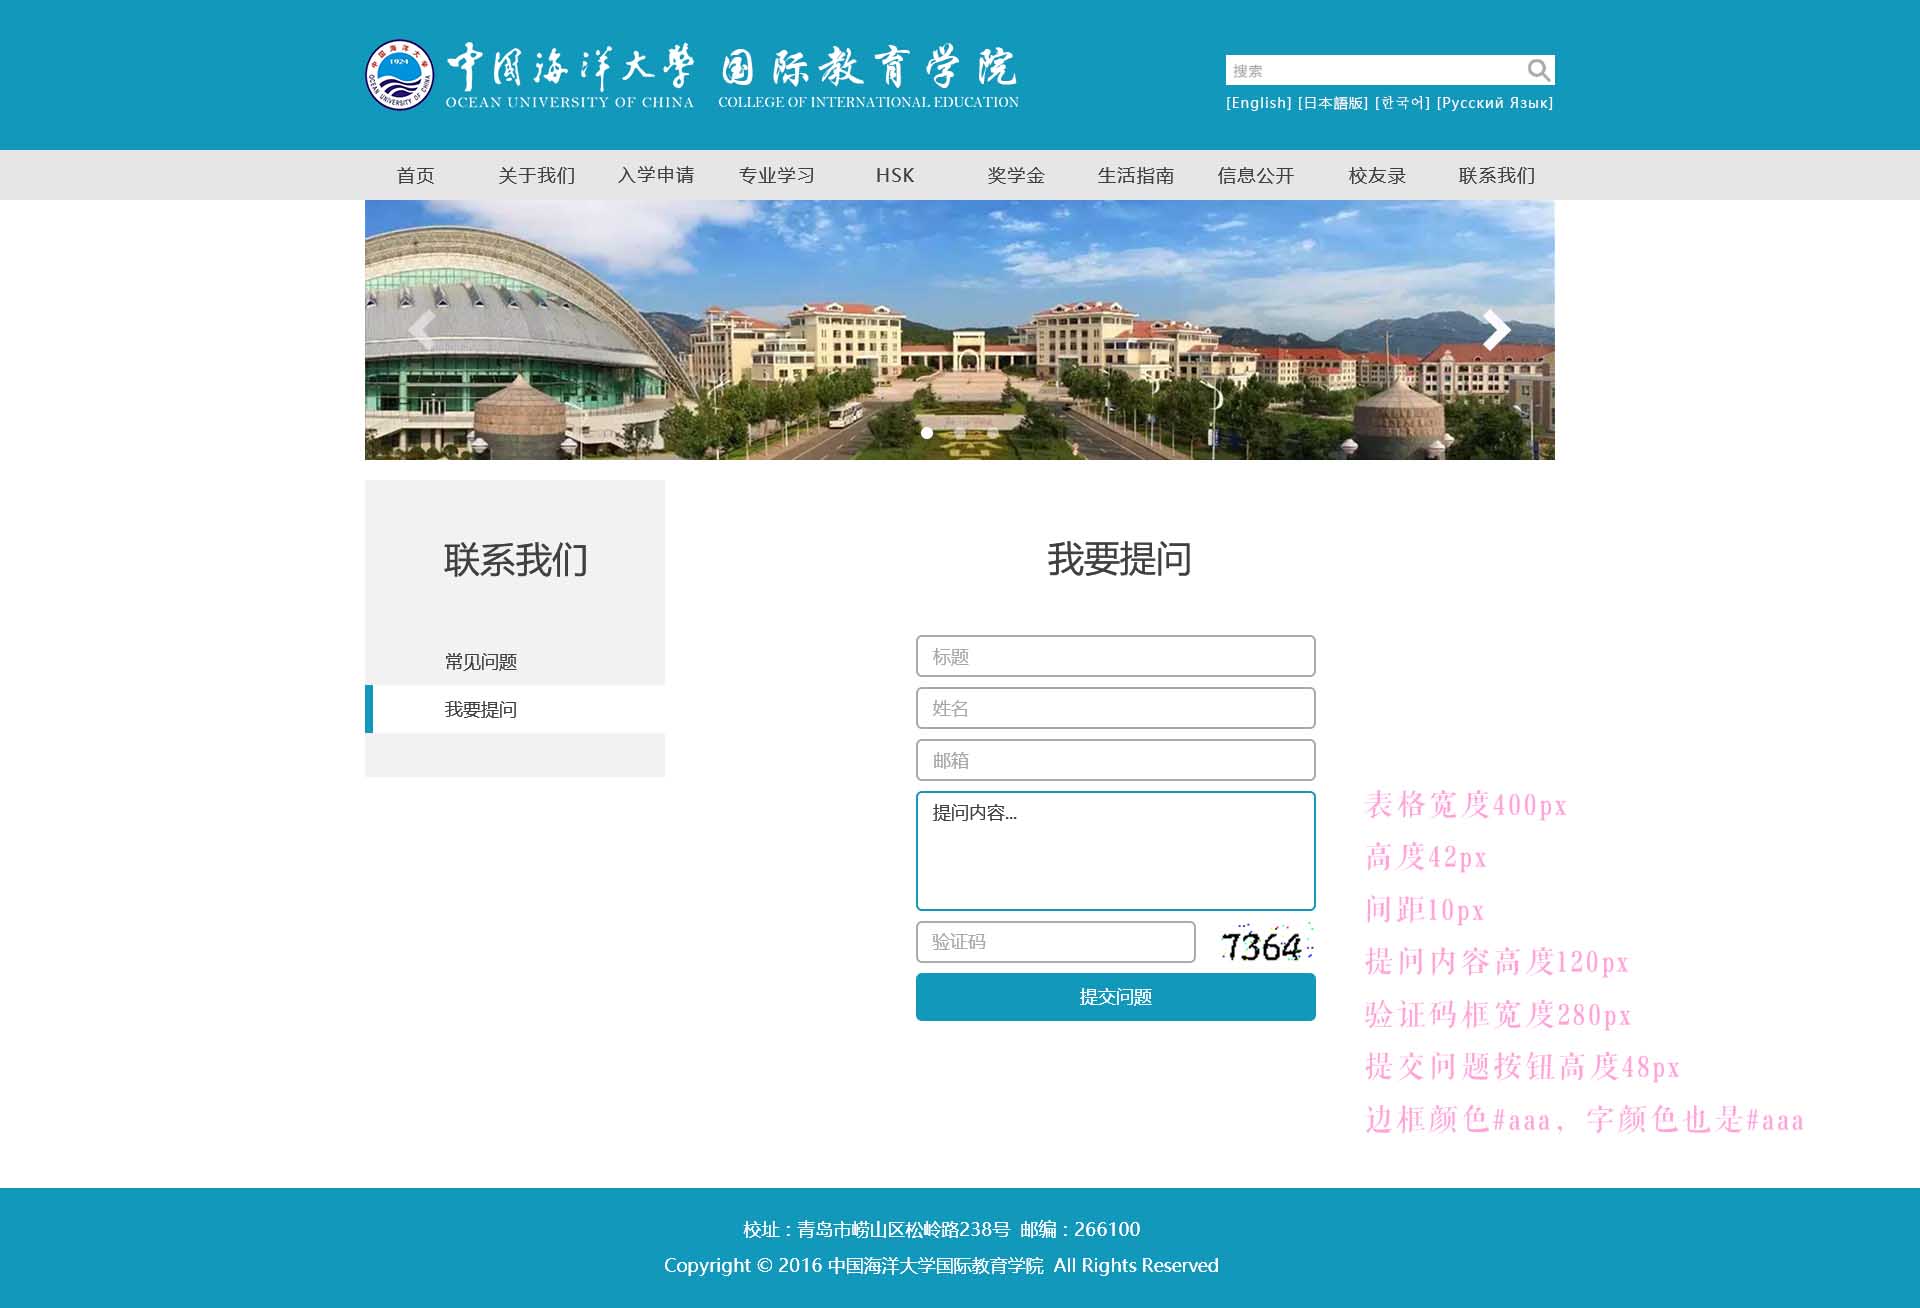 中国海洋大學 国际教育学院
OCEAN UNIVERSITY OF CHINA COLLEGE OF INTERNATIONAL EDUCATION
中国海洋大学
1924
OCEAN UNIVERSITY OF CHINA
搜索
[English] [日本語版] [한국어] [Русский Язык]
首页 关于我们 入学申请 专业学习 HSK 奖学金 生活指南 信息公开 校友录 联系我们
联系我们
常见问题
我要提问
我要提问
标题
姓名
邮箱
提问内容...
验证码 7364
提交问题
表格宽度400px
高度42px
间距10px
提问内容高度120px
验证码框宽度280px
提交问题按钮高度48px
边框颜色#aaa，字颜色也是#aaa
校址：青岛市崂山区松岭路238号 邮编：266100
Copyright © 2016 中国海洋大学国际教育学院 All Rights Reserved